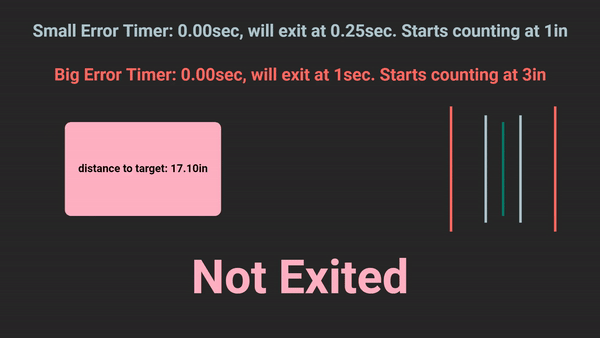 Small Error Timer: 0.00sec, will exit at 0.25sec. Starts counting at 1in
Big Error Timer: 0.00sec, will exit at 1sec. Starts counting at 3in
distance to target: 17.10in
Not Exited